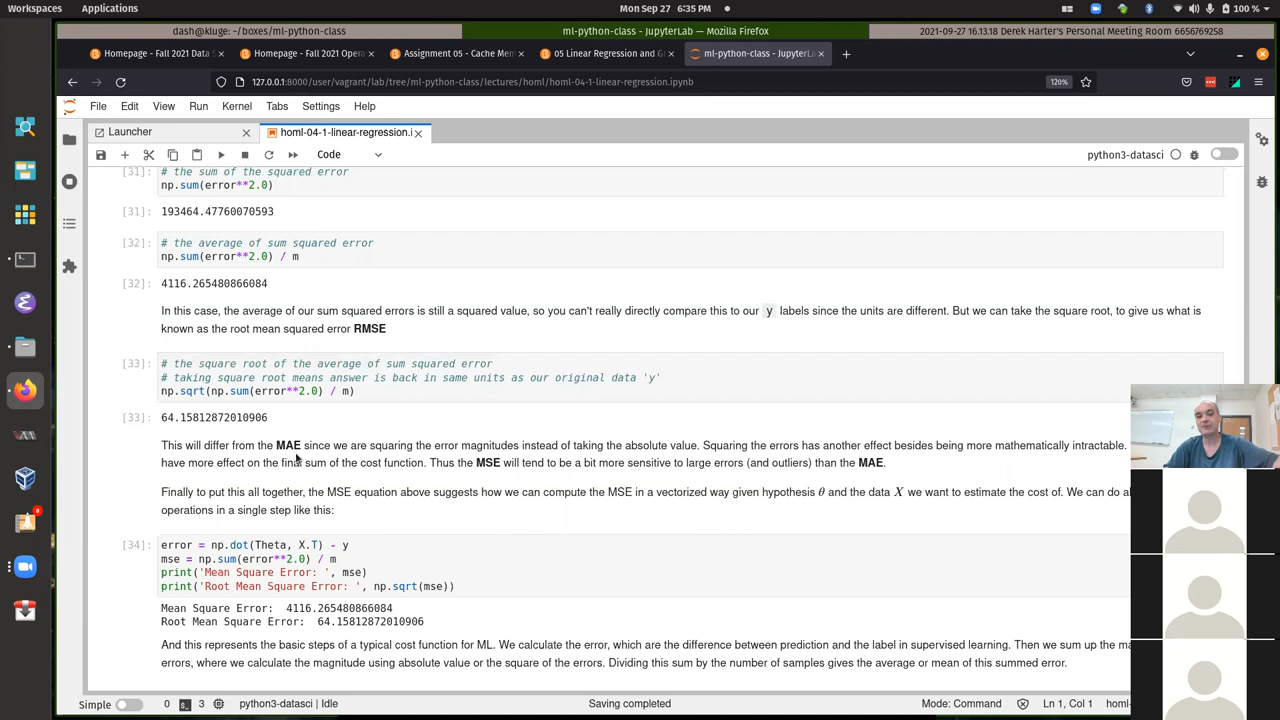 Workspaces Applications Mon Sep 27 6:35 PM 100 %
dash@kluge: ~/boxes/ml-python-class ml-python-class - JupyterLab — Mozilla Firefox 2021-09-27 16.13.18 Derek Harter's Personal Meeting Room 6656769258
Homepage - Fall 2021 Data S Homepage - Fall 2021 Opera Assignment 05 - Cache Mem 05 Linear Regression and G ml-python-class - JupyterLab
127.0.0.1:8000/user/vagrant/lab/tree/ml-python-class/lectures/homl/homl-04-1-linear-regression.ipynb 120%
File Edit View Run Kernel Tabs Settings Help
Launcher homl-04-1-linear-regression.i
Code python3-datasci
[31]: # the sum of the squared error
np.sum(error**2.0)
[31]: 193464.47760070593
[32]: # the average of sum squared error
np.sum(error**2.0) / m
[32]: 4116.265480866084
In this case, the average of our sum squared errors is still a squared value, so you can't really directly compare this to our y labels since the units are different. But we can take the square root, to give us what is
known as the root mean squared error RMSE
[33]: # the square root of the average of sum squared error
# taking square root means answer is back in same units as our original data 'y'
np.sqrt(np.sum(error**2.0) / m)
[33]: 64.15812872010906
This will differ from the MAE since we are squaring the error magnitudes instead of taking the absolute value. Squaring the errors has another effect besides being more mathematically intractable.
have more effect on the final sum of the cost function. Thus the MSE will tend to be a bit more sensitive to large errors (and outliers) than the MAE.
Finally to put this all together, the MSE equation above suggests how we can compute the MSE in a vectorized way given hypothesis θ and the data X we want to estimate the cost of. We can do al
operations in a single step like this:
[34]: error = np.dot(Theta, X.T) - y
mse = np.sum(error**2.0) / m
print('Mean Square Error: ', mse)
print('Root Mean Square Error: ', np.sqrt(mse))
Mean Square Error: 4116.265480866084
Root Mean Square Error: 64.15812872010906
And this represents the basic steps of a typical cost function for ML. We calculate the error, which are the difference between prediction and the label in supervised learning. Then we sum up the ma
errors, where we calculate the magnitude using absolute value or the square of the errors. Dividing this sum by the number of samples gives the average or mean of this summed error.
Simple 0 3 python3-datasci | Idle Saving completed Mode: Command Ln 1, Col 1 homl-